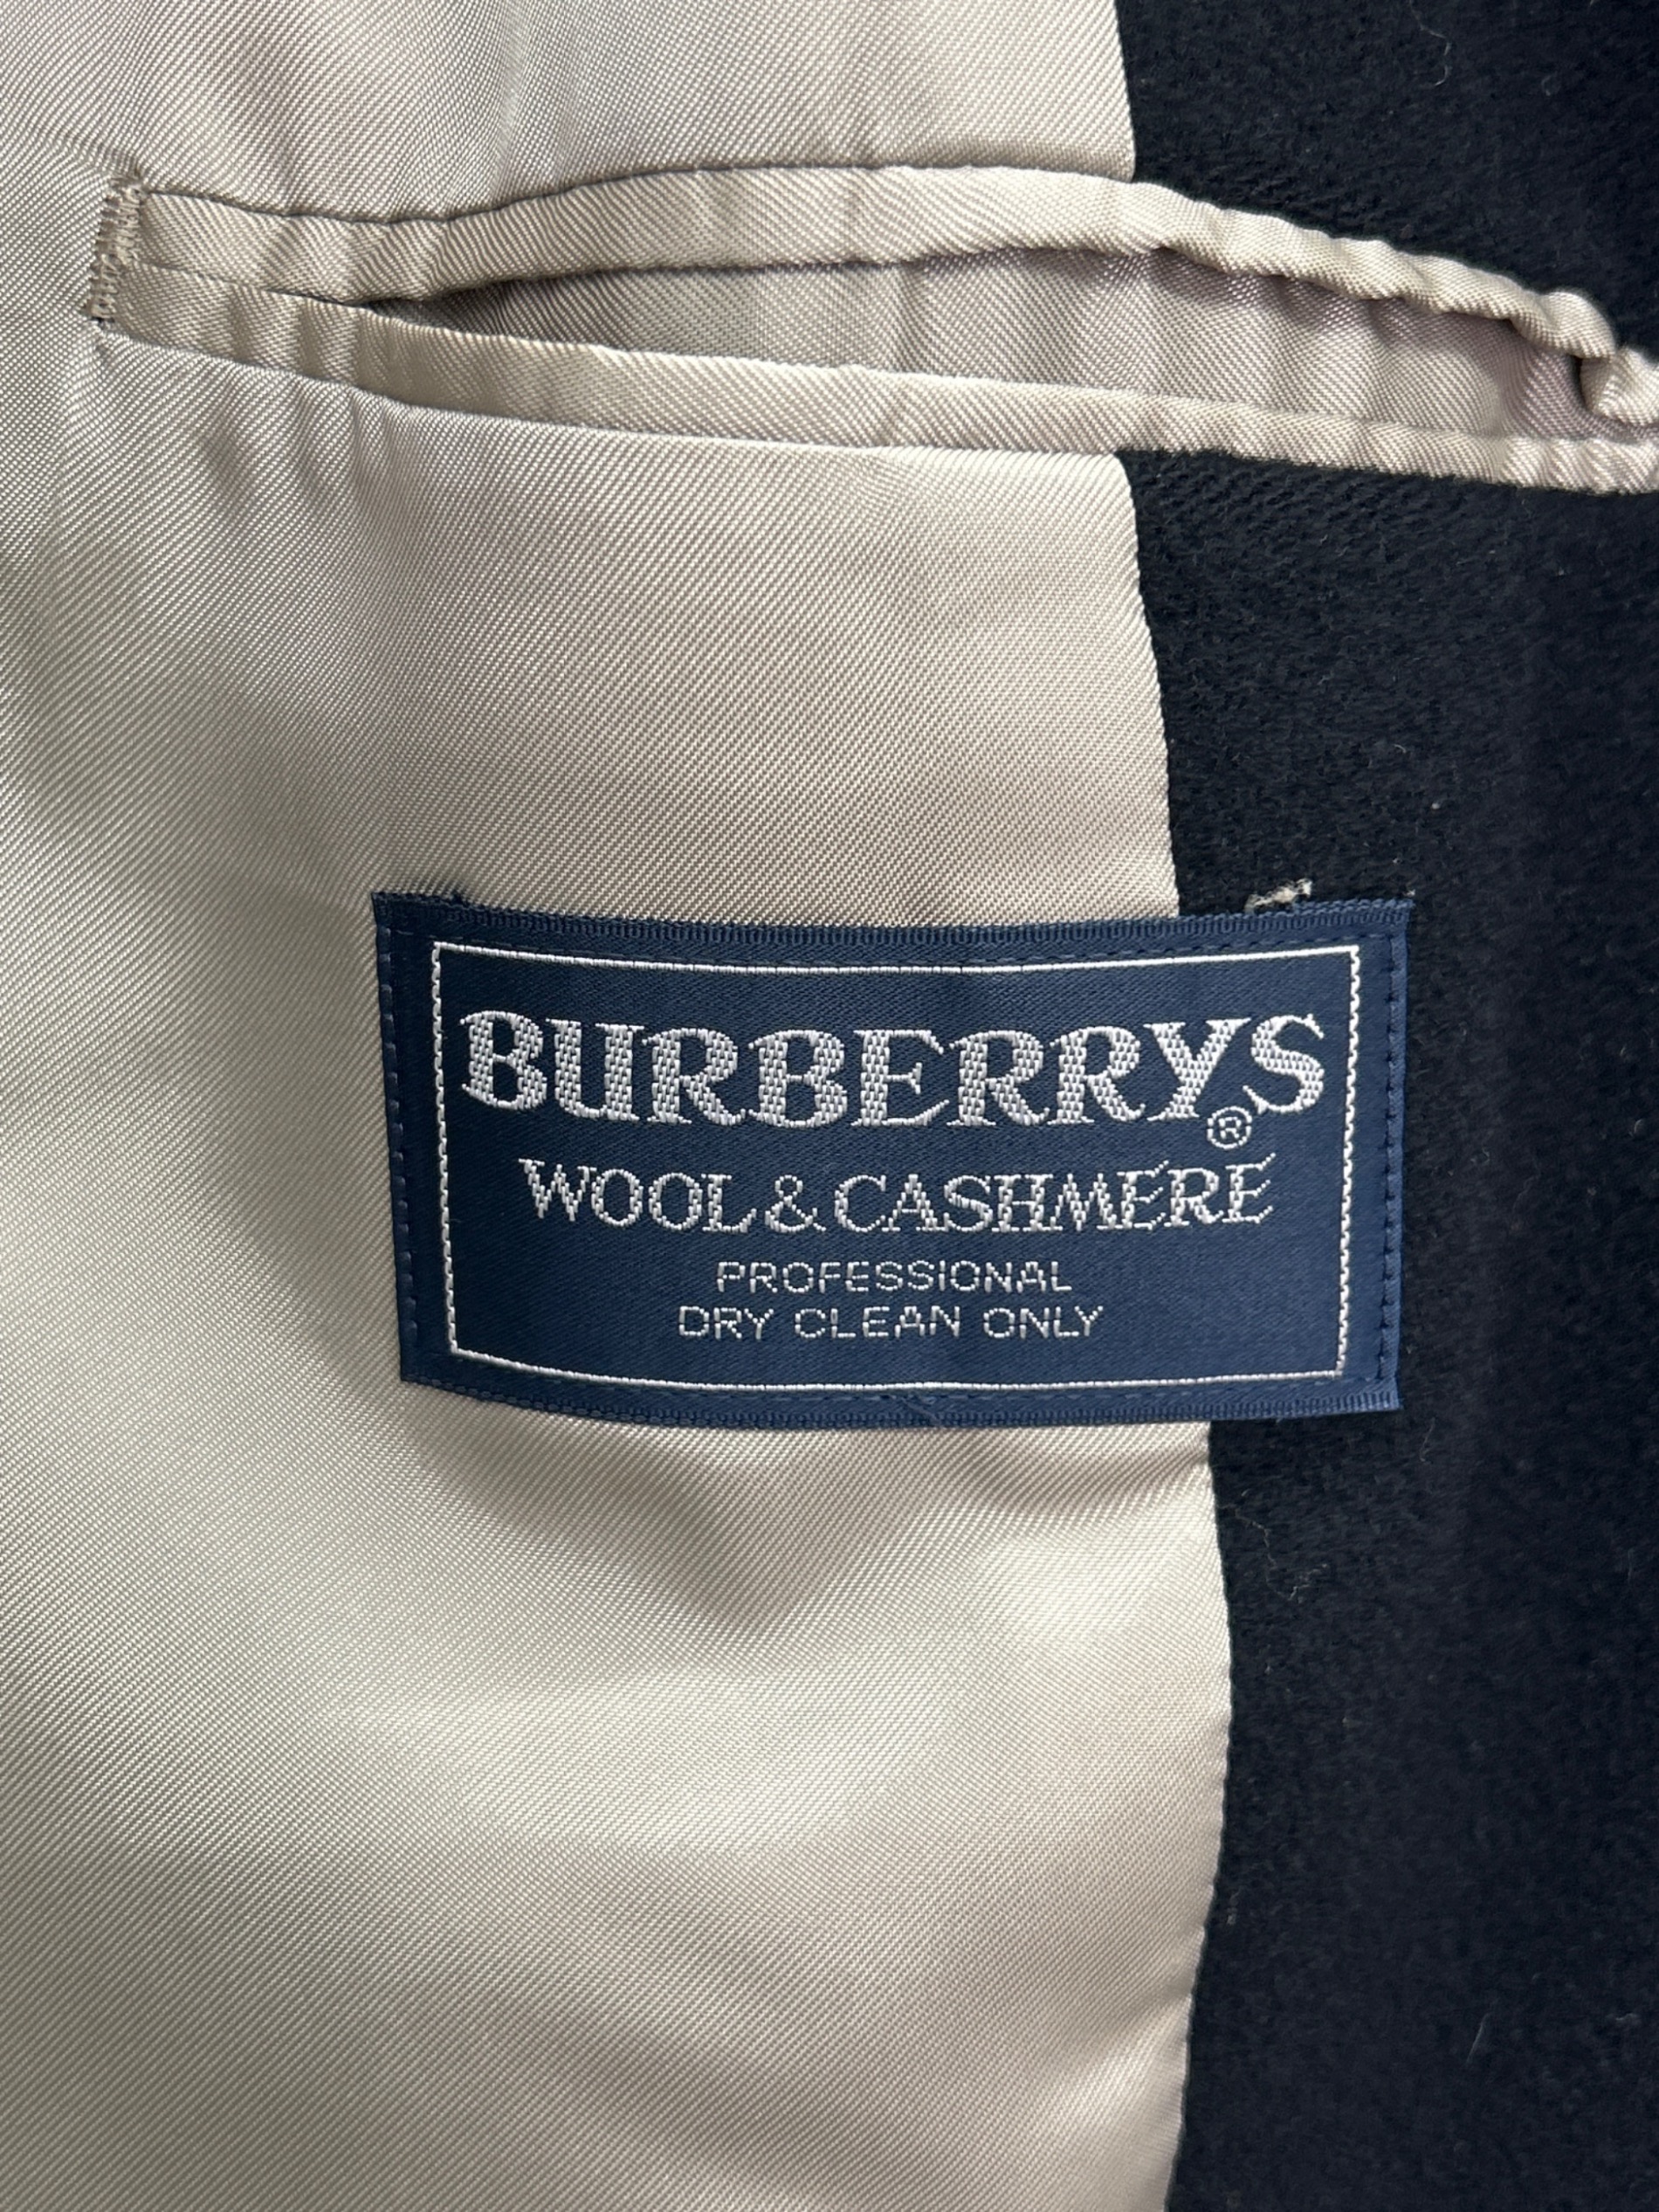 BURBERRYS
®
WOOL & CASHMERE
PROFESSIONAL
DRY CLEAN ONLY